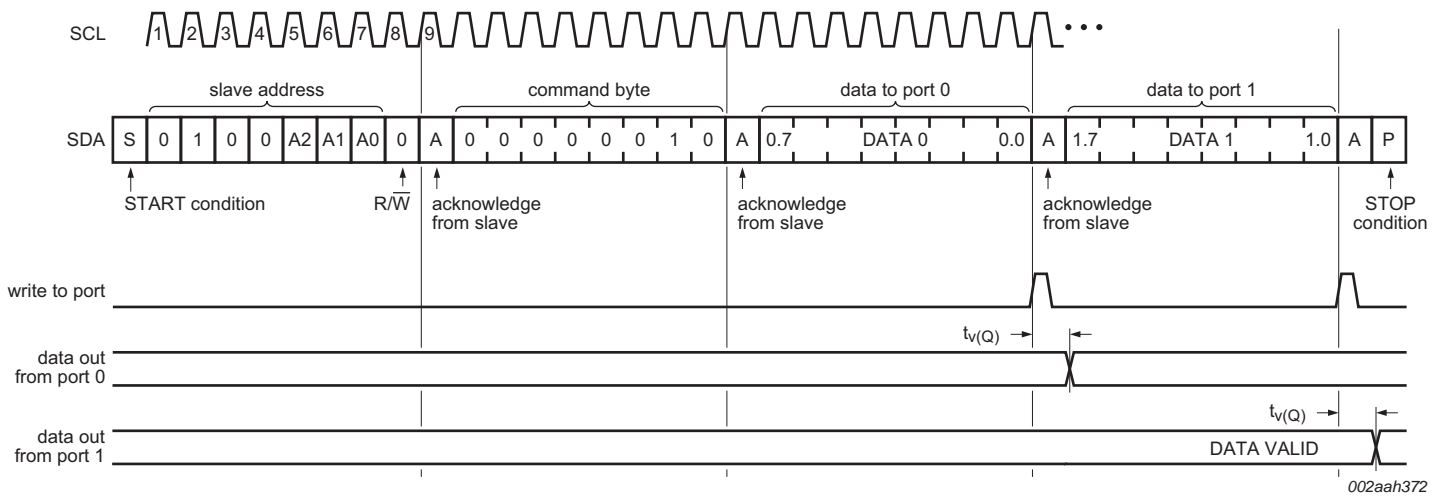 SCL 1 2 3 4 5 6 7 8 9 • • •
slave address command byte data to port 0 data to port 1
SDA S 0 1 0 0 A2 A1 A0 0 A 0 0 0 0 0 0 1 0 A 0.7 DATA 0 0.0 A 1.7 DATA 1 1.0 A P
START condition R/W̅ acknowledge acknowledge acknowledge STOP
from slave from slave from slave condition
write to port
tv(Q)
data out
from port 0
tv(Q)
data out
from port 1 DATA VALID
002aah372